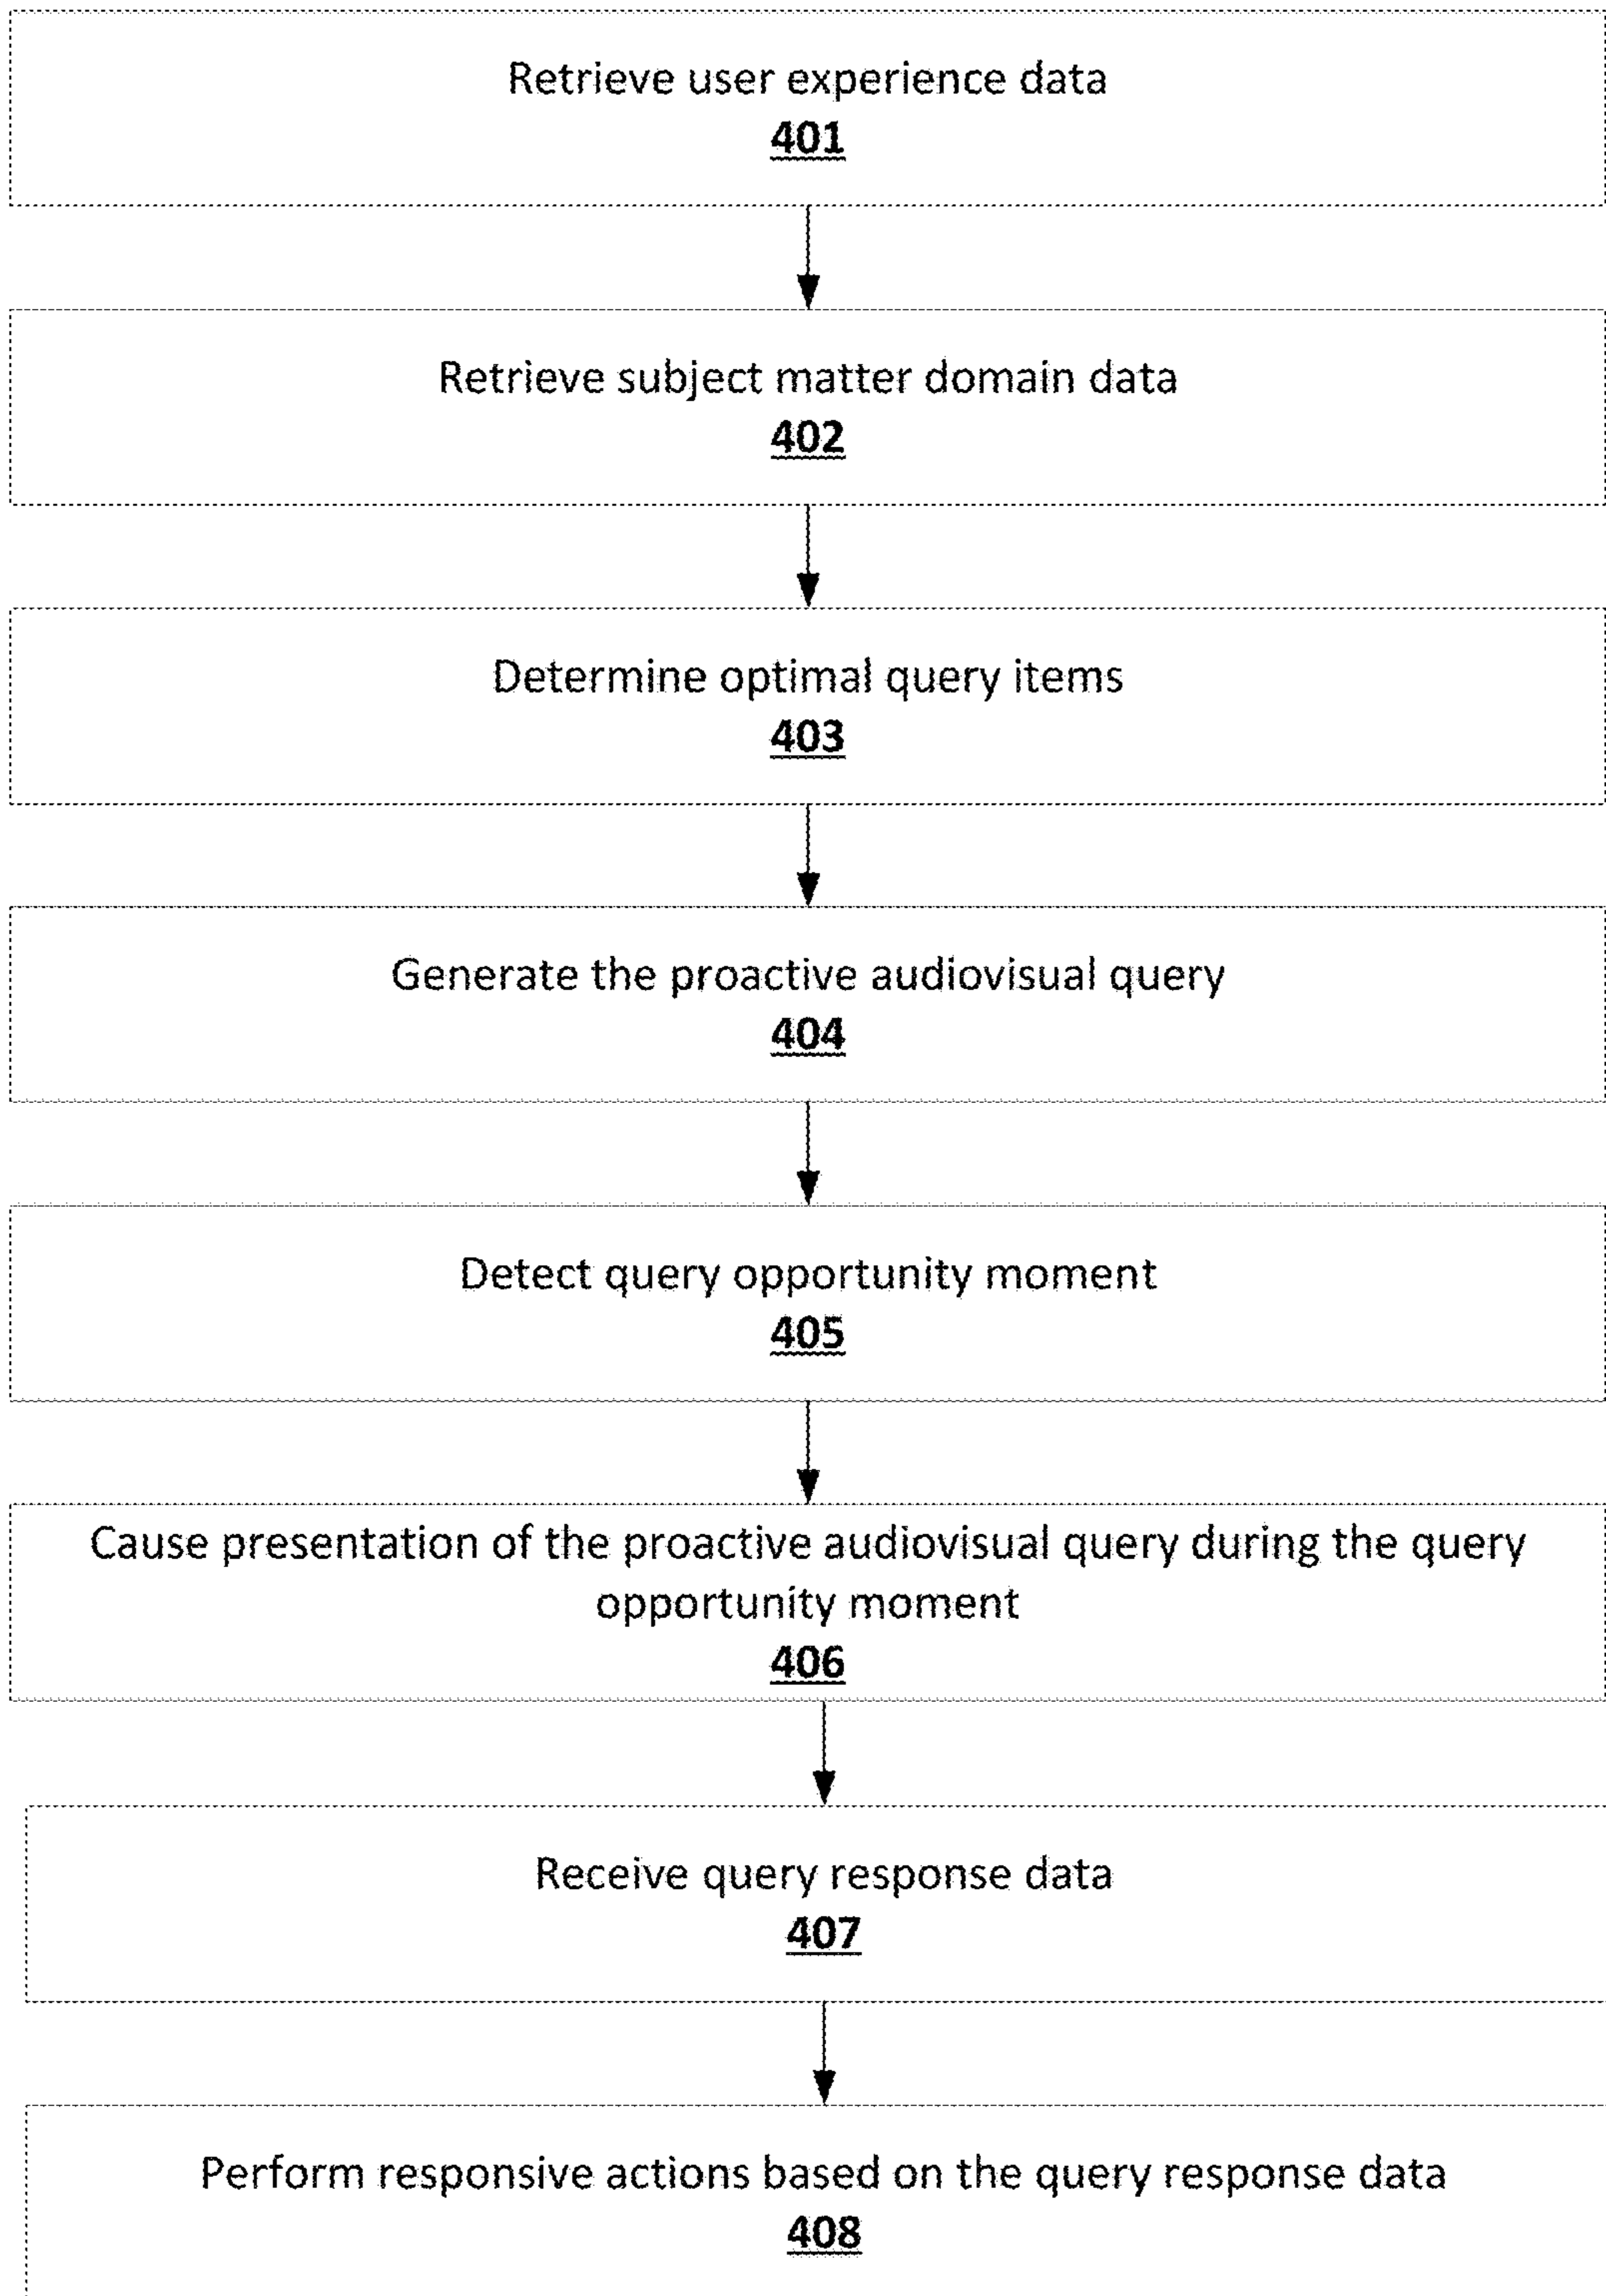 Retrieve user experience data
401
Retrieve subject matter domain data
402
Determine optimal query items
403
Generate the proactive audiovisual query
404
Detect query opportunity moment
405
Cause presentation of the proactive audiovisual query during the query
opportunity moment
406
Receive query response data
407
Perform responsive actions based on the query response data
408